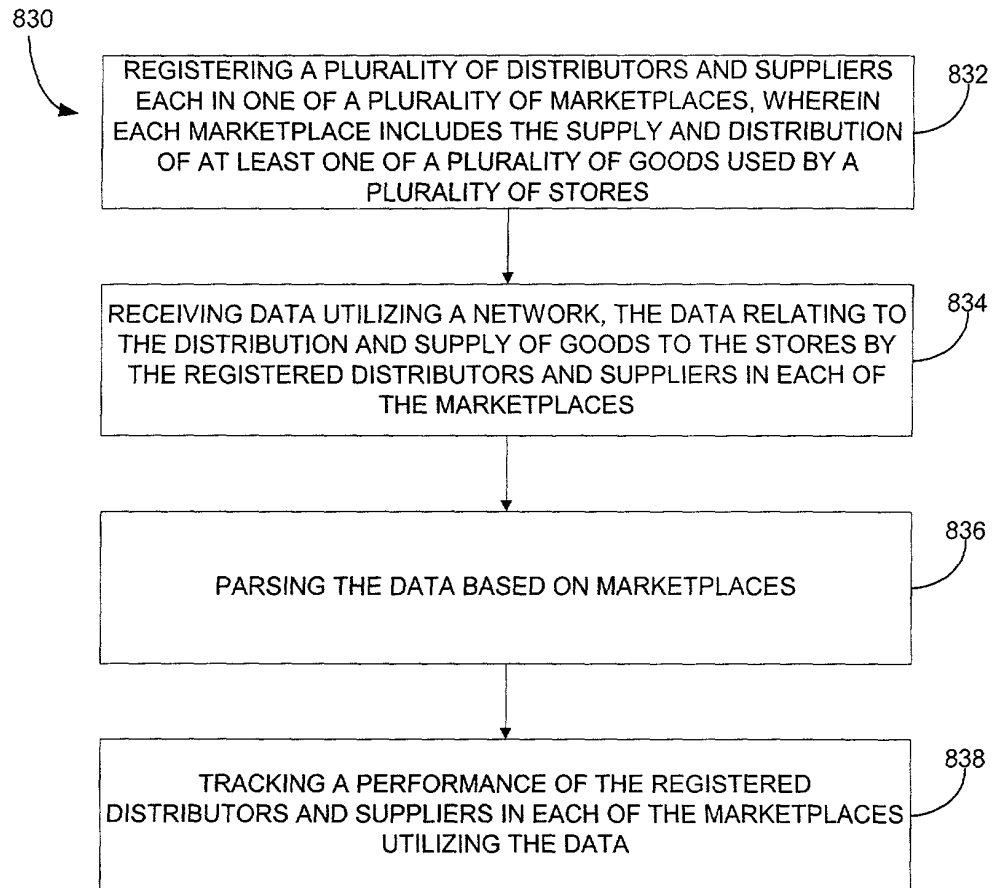 830
REGISTERING A PLURALITY OF DISTRIBUTORS AND SUPPLIERS
EACH IN ONE OF A PLURALITY OF MARKETPLACES, WHEREIN
EACH MARKETPLACE INCLUDES THE SUPPLY AND DISTRIBUTION
OF AT LEAST ONE OF A PLURALITY OF GOODS USED BY A
PLURALITY OF STORES
832
RECEIVING DATA UTILIZING A NETWORK, THE DATA RELATING TO
THE DISTRIBUTION AND SUPPLY OF GOODS TO THE STORES BY
THE REGISTERED DISTRIBUTORS AND SUPPLIERS IN EACH OF
THE MARKETPLACES
834
PARSING THE DATA BASED ON MARKETPLACES
836
TRACKING A PERFORMANCE OF THE REGISTERED
DISTRIBUTORS AND SUPPLIERS IN EACH OF THE MARKETPLACES
UTILIZING THE DATA
838